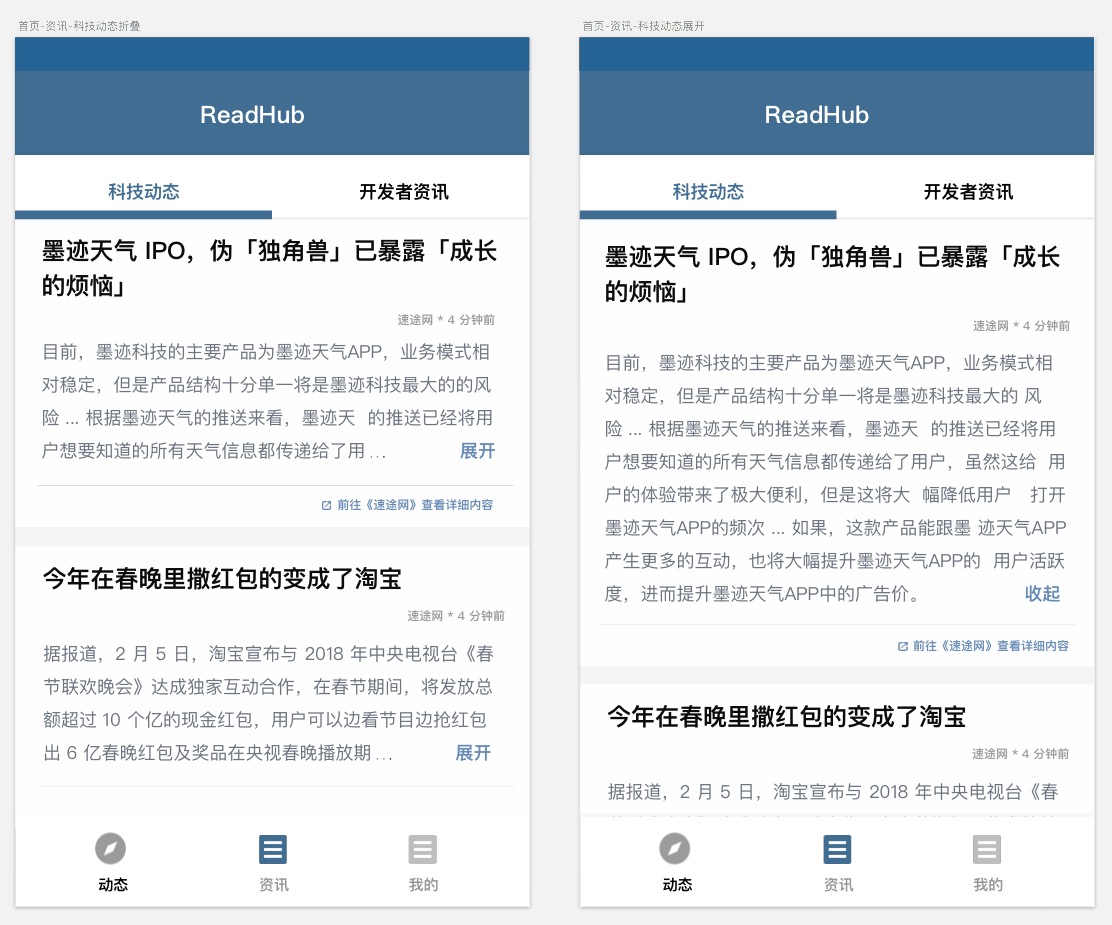 首页-资讯-科技动态折叠
ReadHub
科技动态
开发者资讯
墨迹天气 IPO，伪「独角兽」已暴露「成长
的烦恼」
速途网 * 4 分钟前
目前，墨迹科技的主要产品为墨迹天气APP，业务模式相
对稳定，但是产品结构十分单一将是墨迹科技最大的的风
险 ... 根据墨迹天气的推送来看，墨迹天 的推送已经将用
户想要知道的所有天气信息都传递给了用 ...
展开
前往《速途网》查看详细内容
今年在春晚里撒红包的变成了淘宝
速途网 * 4 分钟前
据报道，2 月 5 日，淘宝宣布与 2018 年中央电视台《春
节联欢晚会》达成独家互动合作，在春节期间，将发放总
额超过 10 个亿的现金红包，用户可以边看节目边抢红包
出 6 亿春晚红包及奖品在央视春晚播放期 ...
展开
动态
资讯
我的
首页-资讯-科技动态展开
ReadHub
科技动态
开发者资讯
墨迹天气 IPO，伪「独角兽」已暴露「成长
的烦恼」
速途网 * 4 分钟前
目前，墨迹科技的主要产品为墨迹天气APP，业务模式相
对稳定，但是产品结构十分单一将是墨迹科技最大的 风
险 ... 根据墨迹天气的推送来看，墨迹天 的推送已经将用
户想要知道的所有天气信息都传递给了用户，虽然这给 用
户的体验带来了极大便利，但是这将大 幅降低用户 打开
墨迹天气APP的频次 ... 如果，这款产品能跟墨 迹天气APP
产生更多的互动，也将大幅提升墨迹天气APP的 用户活跃
度，进而提升墨迹天气APP中的广告价。
收起
前往《速途网》查看详细内容
今年在春晚里撒红包的变成了淘宝
速途网 * 4 分钟前
据报道，2 月 5 日，淘宝宣布与 2018 年中央电视台《春
动态
资讯
我的